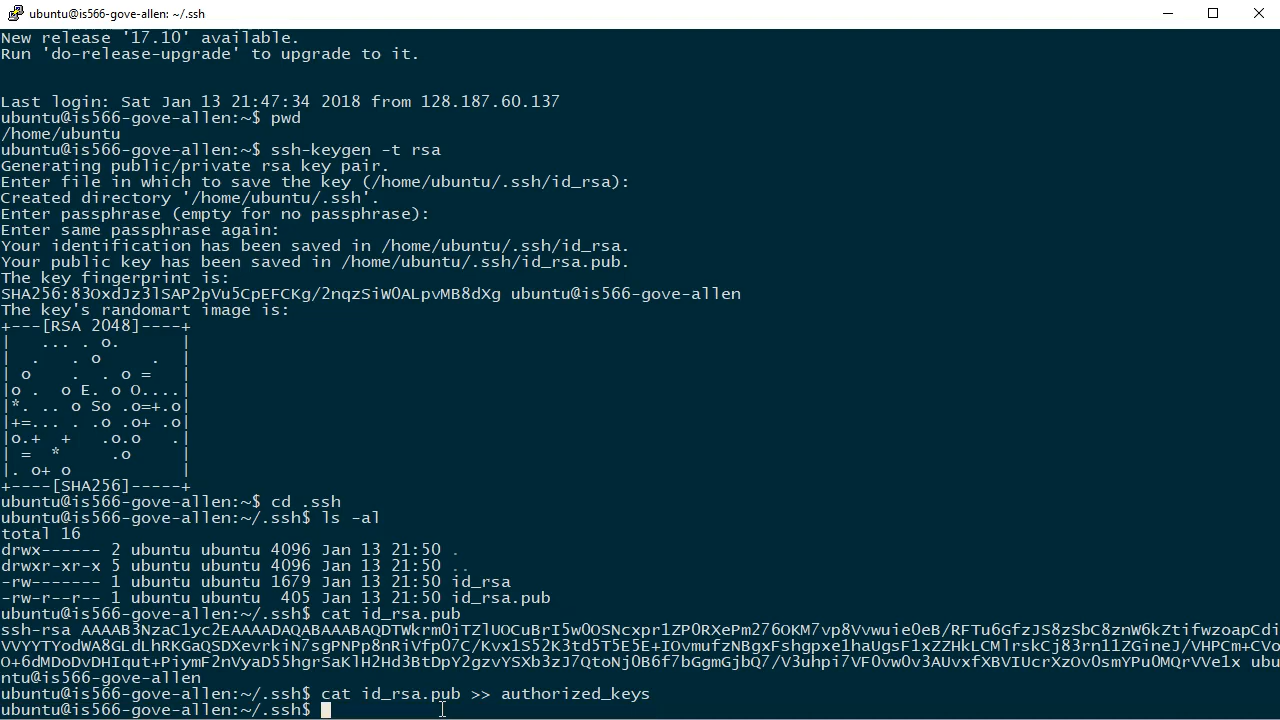 ubuntu@is566-gove-allen: ~/.ssh
New release '17.10' available.
Run 'do-release-upgrade' to upgrade to it.
Last login: Sat Jan 13 21:47:34 2018 from 128.187.60.137
ubuntu@is566-gove-allen:~$ pwd
/home/ubuntu
ubuntu@is566-gove-allen:~$ ssh-keygen -t rsa
Generating public/private rsa key pair.
Enter file in which to save the key (/home/ubuntu/.ssh/id_rsa):
Created directory '/home/ubuntu/.ssh'.
Enter passphrase (empty for no passphrase):
Enter same passphrase again:
Your identification has been saved in /home/ubuntu/.ssh/id_rsa.
Your public key has been saved in /home/ubuntu/.ssh/id_rsa.pub.
The key fingerprint is:
SHA256:83OxdJz3lSAP2pVu5CpEFCKg/2nqzSiW0ALpvMB8dXg ubuntu@is566-gove-allen
The key's randomart image is:
+---[RSA 2048]----+
|   ... . o.      |
|  .   . o     .  |
| o    .  . o =   |
|o .  o E. o O....|
|*. .. o So .o=+.o|
|+=... . .o .o+ .o|
|o.+  +   .o.o   .|
| =  *     .o     |
|. o+ o           |
+----[SHA256]-----+
ubuntu@is566-gove-allen:~$ cd .ssh
ubuntu@is566-gove-allen:~/.ssh$ ls -al
total 16
drwx------ 2 ubuntu ubuntu 4096 Jan 13 21:50 .
drwxr-xr-x 5 ubuntu ubuntu 4096 Jan 13 21:50 ..
-rw------- 1 ubuntu ubuntu 1679 Jan 13 21:50 id_rsa
-rw-r--r-- 1 ubuntu ubuntu  405 Jan 13 21:50 id_rsa.pub
ubuntu@is566-gove-allen:~/.ssh$ cat id_rsa.pub
ssh-rsa AAAAB3NzaC1yc2EAAAADAQABAAABAQDTWkrm0iTZlUOCuBrI5w0OSNcxpr1ZP0RXePm276OKM7vp8Vvwuie0eB/RFTu6GfzJS8zSbC8znW6kZtifwzoapCdi
VVYYTYodWA8GLdLhRKGaQSDXevrkiN7sgPNPp8nRiVfp07C/Kvx1S52K3td5T5E5E+IOvmufzNBgxFshgpxe1haUgsF1xZZHkLCMlrskCj83rn11ZGineJ/VHPCm+CVo
O+6dMDoDvDHIqut+PiymF2nVyaD55hgrSaKlH2Hd3BtDpY2gzvYSXb3zJ7QtoNj0B6f7bGgmGjbQ7/V3uhpi7VF0vw0v3AUvxfXBVIUcrXzOv0smYPu0MQrVVe1x ubu
ntu@is566-gove-allen
ubuntu@is566-gove-allen:~/.ssh$ cat id_rsa.pub >> authorized_keys
ubuntu@is566-gove-allen:~/.ssh$